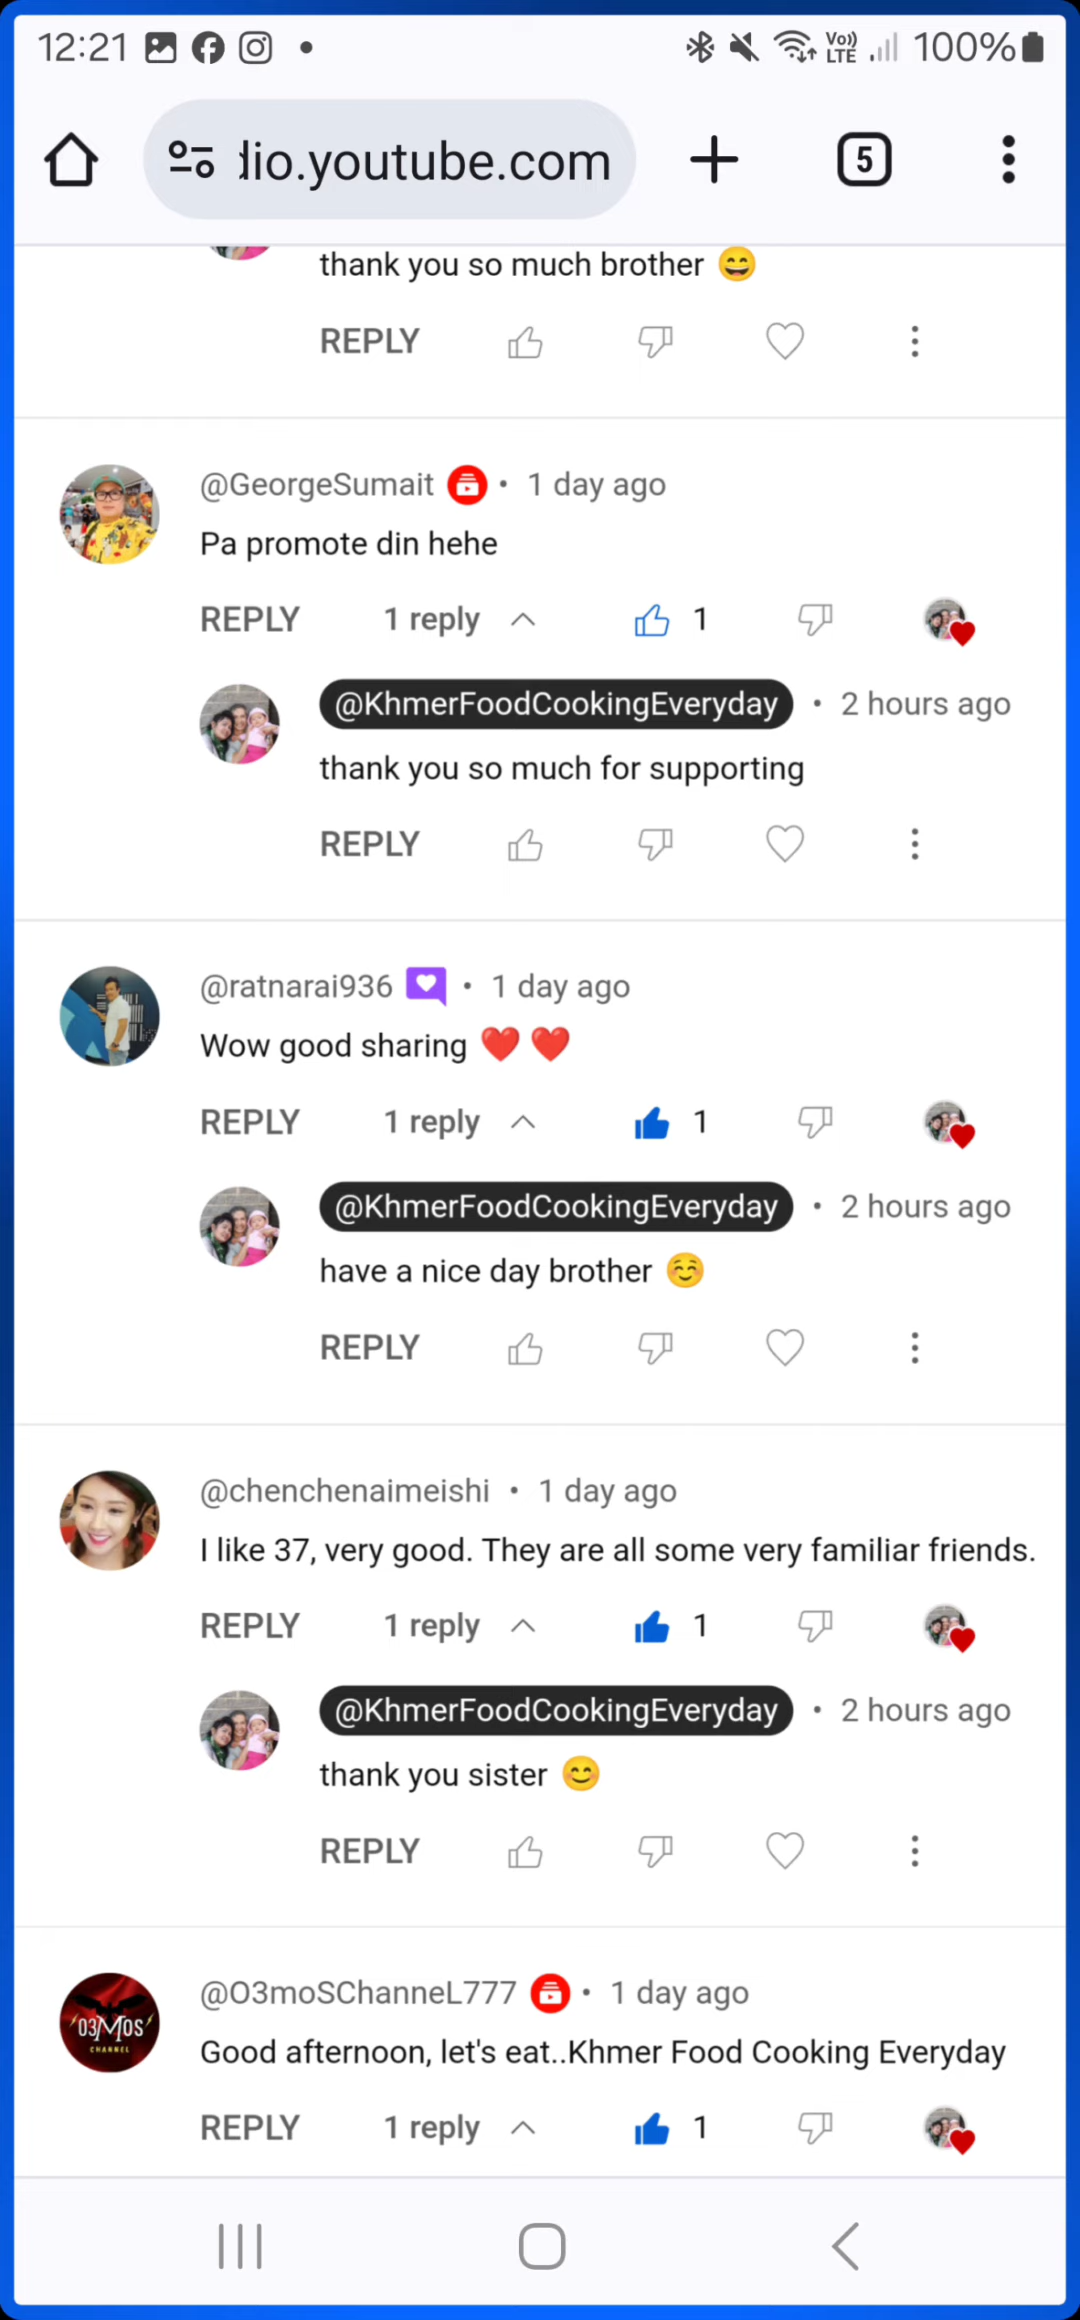 12:21
Vo))
LTE
100%
dio.youtube.com
5
thank you so much brother 😄
REPLY
@GeorgeSumait • 1 day ago
Pa promote din hehe
REPLY 1 reply 1
@KhmerFoodCookingEveryday • 2 hours ago
thank you so much for supporting
REPLY
@ratnarai936 • 1 day ago
Wow good sharing ❤️ ❤️
REPLY 1 reply 1
@KhmerFoodCookingEveryday • 2 hours ago
have a nice day brother ☺️
REPLY
@chenchenaimeishi • 1 day ago
I like 37, very good. They are all some very familiar friends.
REPLY 1 reply 1
@KhmerFoodCookingEveryday • 2 hours ago
thank you sister 😊
REPLY
O3MOS
CHANNEL
@O3moSChanneL777 • 1 day ago
Good afternoon, let's eat..Khmer Food Cooking Everyday
REPLY 1 reply 1